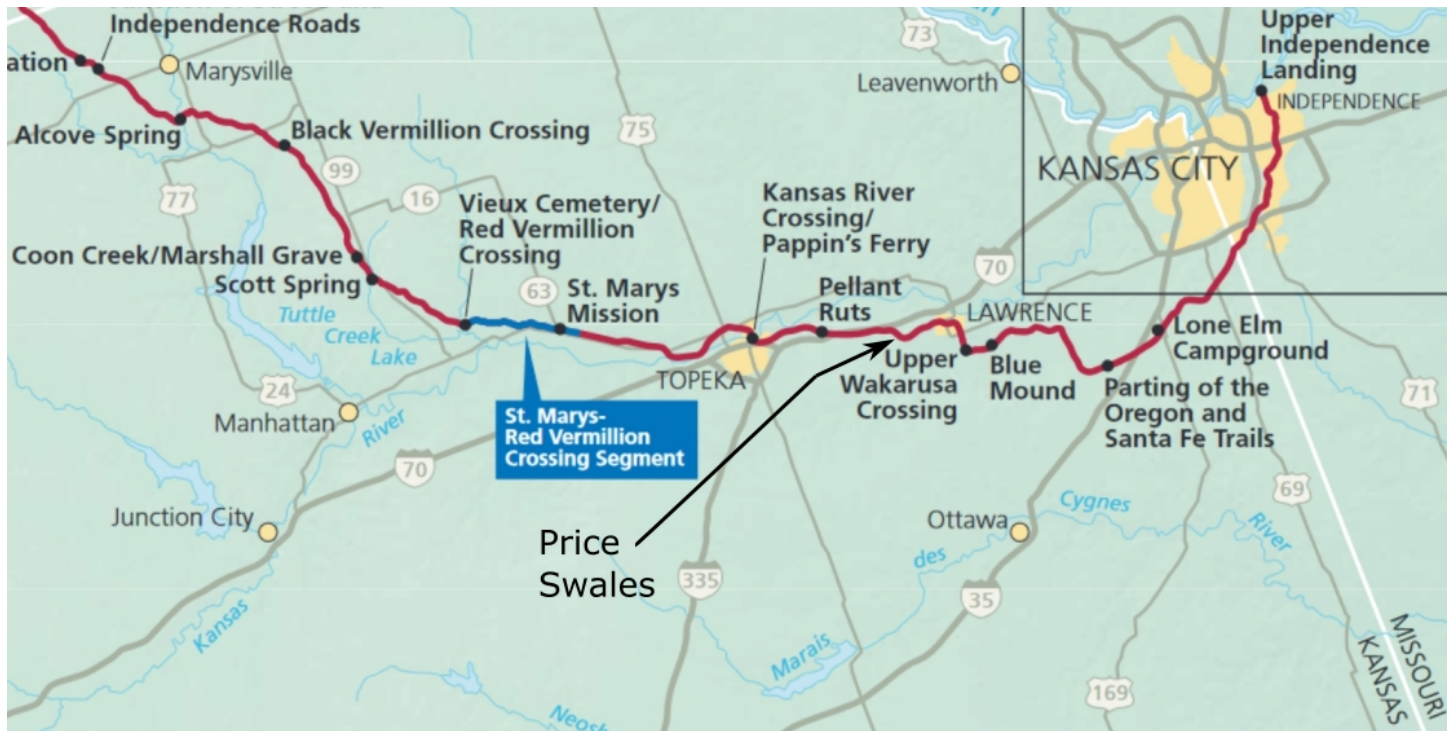 Independence Roads
ation
Marysville
Alcove Spring
Black Vermillion Crossing
77
99
16
75
73
Leavenworth
Upper
Independence
Landing
INDEPENDENCE
KANSAS CITY
Vieux Cemetery/
Red Vermillion
Crossing
Kansas River
Crossing/
Pappin's Ferry
Coon Creek/Marshall Grave
Scott Spring
63
St. Marys
Mission
70
Pellant
Ruts
LAWRENCE
Tuttle
Creek
Lake
TOPEKA
Upper
Wakarusa
Crossing
Blue
Mound
Lone Elm
Campground
Parting of the
Oregon and
Santa Fe Trails
24
Manhattan
River
St. Marys-
Red Vermillion
Crossing Segment
70
71
69
Junction City
Price
Swales
Ottawa
Cygnes
River
des
335
35
Kansas
Marais
169
MISSOURI
KANSAS